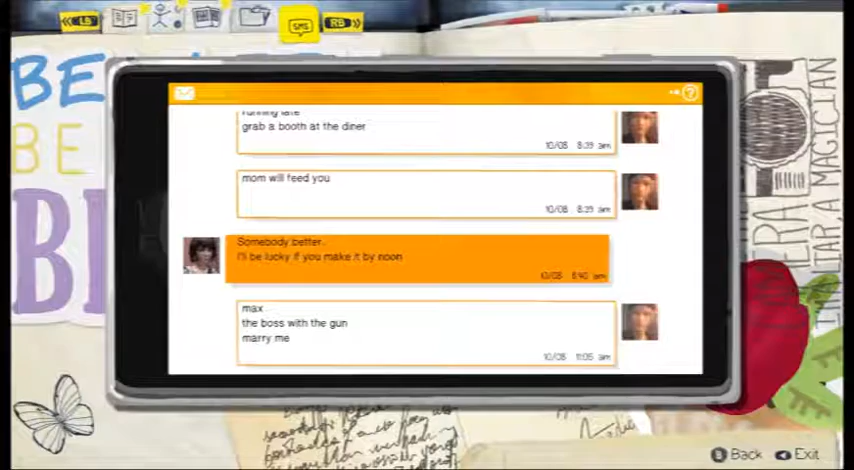 LB
SMS
RB
BE
BE
B
running late
grab a booth at the diner
10/08 8:39 am
mom will feed you
10/08 8:39 am
Somebody better.
I'll be lucky if you make it by noon
10/08 8:40 am
max
the boss with the gun
marry me
10/08 11:05 am
?
LIAR, A MAGICIAN
Back
Exit